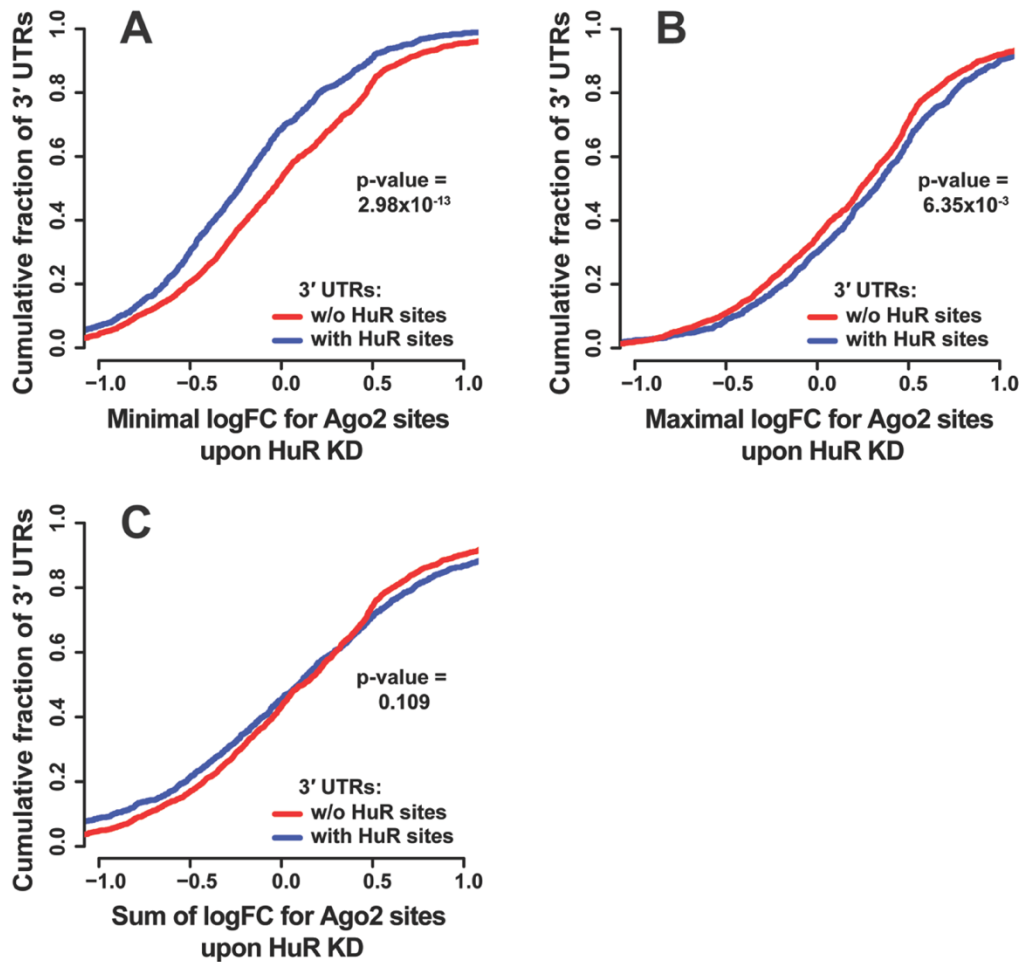 A
Cumulative fraction of 3′ UTRs
1.0
0.8
0.6
0.4
0.2
0.0
p-value =
2.98x10⁻¹³
3′ UTRs:
w/o HuR sites
with HuR sites
−1.0 −0.5 0.0 0.5 1.0
Minimal logFC for Ago2 sites
upon HuR KD
B
Cumulative fraction of 3′ UTRs
1.0
0.8
0.6
0.4
0.2
0.0
p-value =
6.35x10⁻³
3′ UTRs:
w/o HuR sites
with HuR sites
−1.0 −0.5 0.0 0.5 1.0
Maximal logFC for Ago2 sites
upon HuR KD
C
Cumulative fraction of 3′ UTRs
1.0
0.8
0.6
0.4
0.2
0.0
p-value =
0.109
3′ UTRs:
w/o HuR sites
with HuR sites
−1.0 −0.5 0.0 0.5 1.0
Sum of logFC for Ago2 sites
upon HuR KD